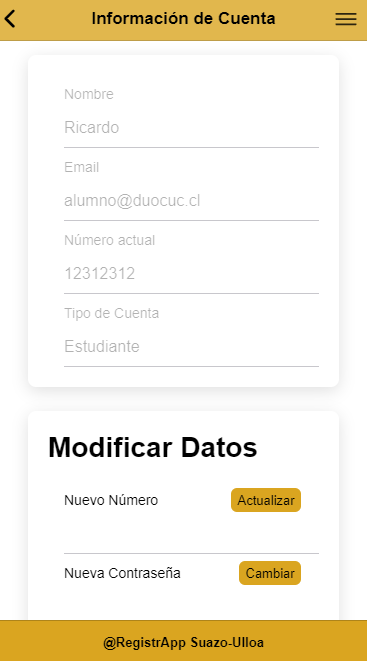 Información de Cuenta
Nombre
Ricardo
Email
alumno@duocuc.cl
Número actual
12312312
Tipo de Cuenta
Estudiante
Modificar Datos
Nuevo Número Actualizar
Nueva Contraseña Cambiar
@RegistrApp Suazo-Ulloa